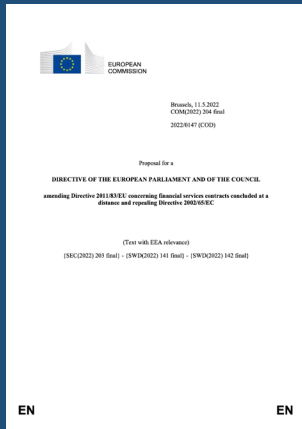 EUROPEAN
COMMISSION
Brussels, 11.5.2022
COM(2022) 204 final
2022/0147 (COD)
Proposal for a
DIRECTIVE OF THE EUROPEAN PARLIAMENT AND OF THE COUNCIL
amending Directive 2011/83/EU concerning financial services contracts concluded at a
distance and repealing Directive 2002/65/EC
(Text with EEA relevance)
{SEC(2022) 203 final} - {SWD(2022) 141 final} - {SWD(2022) 142 final}
EN
EN